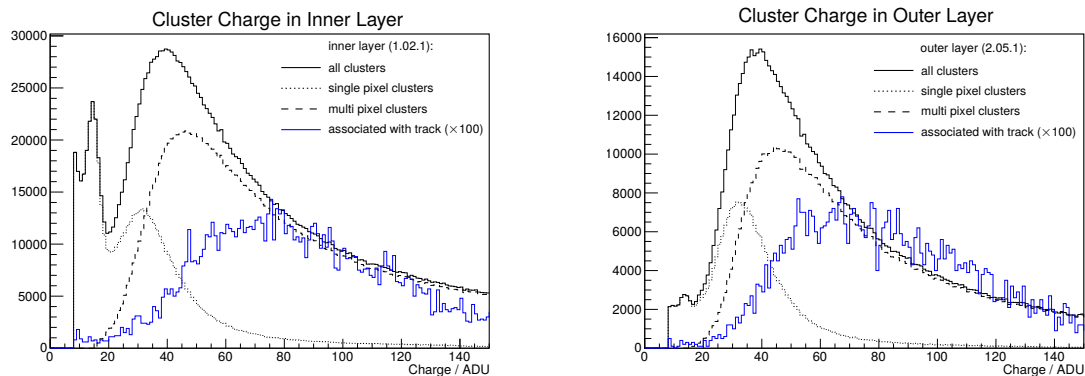 Cluster Charge in Inner Layer
30000
25000
20000
15000
10000
5000
0
inner layer (1.02.1):
all clusters
single pixel clusters
multi pixel clusters
associated with track (×100)
0 20 40 60 80 100 120 140
Charge / ADU
Cluster Charge in Outer Layer
16000
14000
12000
10000
8000
6000
4000
2000
0
outer layer (2.05.1):
all clusters
single pixel clusters
multi pixel clusters
associated with track (×100)
0 20 40 60 80 100 120 140
Charge / ADU